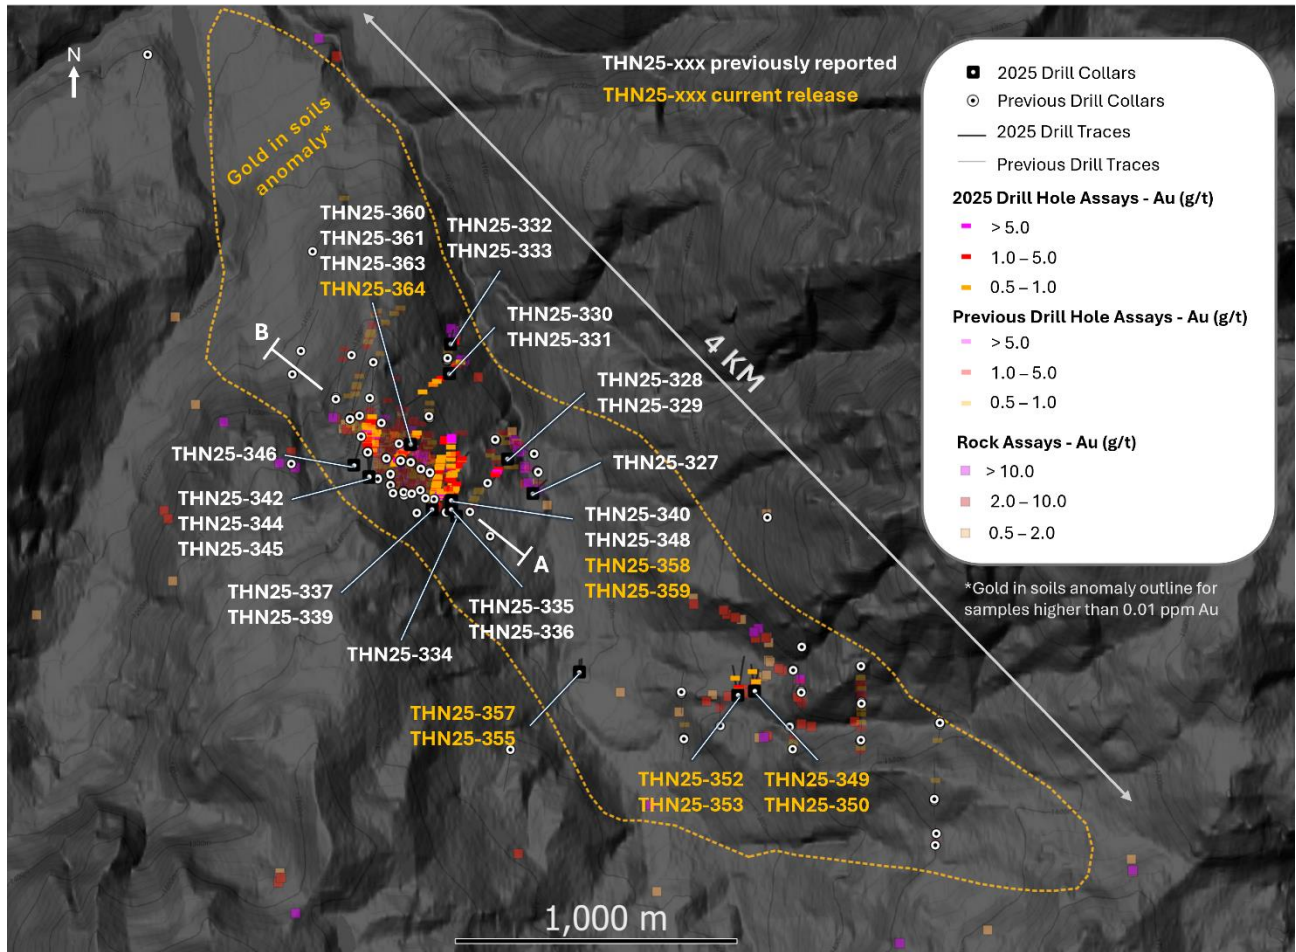 N
THN25-xxx previously reported
THN25-xxx current release
Gold in soils
anomaly*
THN25-360
THN25-361
THN25-363
THN25-364
THN25-332
THN25-333
THN25-330
THN25-331
THN25-328
THN25-329
THN25-327
4 KM
B
THN25-346
THN25-342
THN25-344
THN25-345
THN25-337
THN25-339
THN25-334
THN25-335
THN25-336
THN25-340
THN25-348
THN25-358
THN25-359
A
THN25-357
THN25-355
THN25-352
THN25-353
THN25-349
THN25-350
1,000 m
2025 Drill Collars
Previous Drill Collars
2025 Drill Traces
Previous Drill Traces
2025 Drill Hole Assays - Au (g/t)
> 5.0
1.0 – 5.0
0.5 – 1.0
Previous Drill Hole Assays - Au (g/t)
> 5.0
1.0 – 5.0
0.5 – 1.0
Rock Assays - Au (g/t)
> 10.0
2.0 – 10.0
0.5 – 2.0
*Gold in soils anomaly outline for
samples higher than 0.01 ppm Au